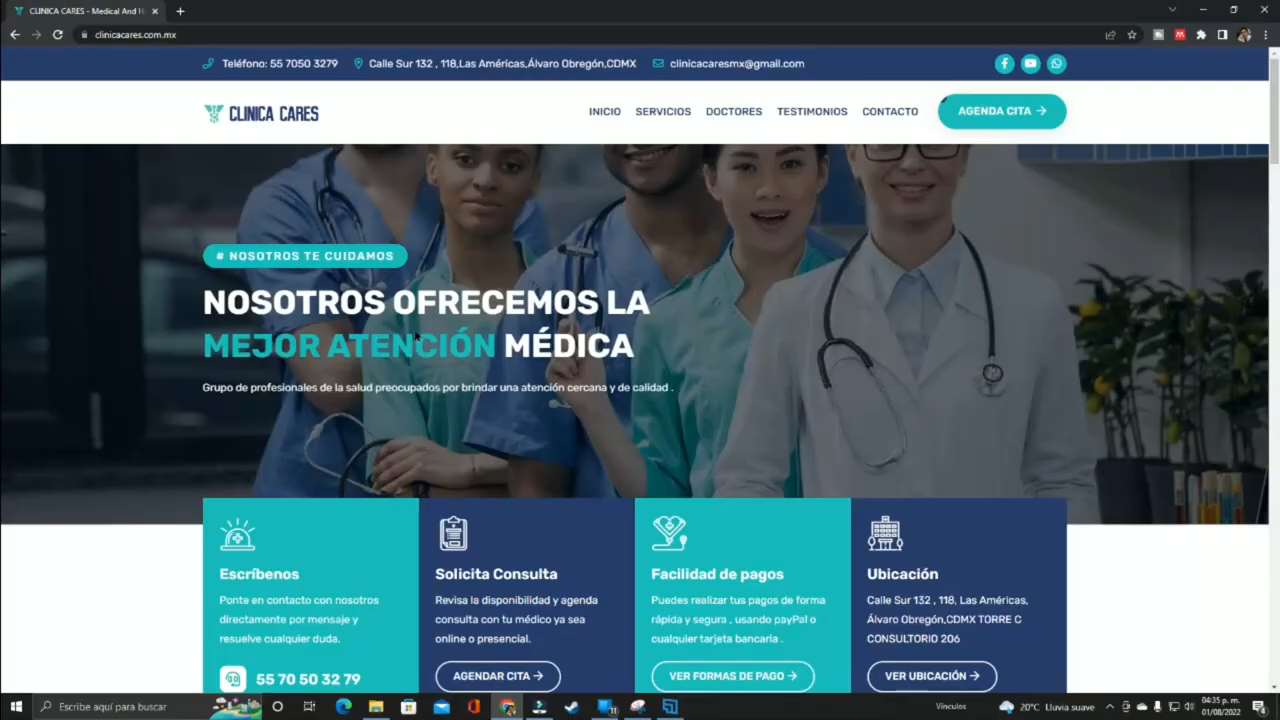 CLINICA CARES - Medical And H
clinicacares.com.mx
Teléfono: 55 7050 3279
Calle Sur 132 , 118,Las Américas,Álvaro Obregón,CDMX
clinicacaresmx@gmail.com
CLINICA CARES
INICIO
SERVICIOS
DOCTORES
TESTIMONIOS
CONTACTO
AGENDA CITA
# NOSOTROS TE CUIDAMOS
NOSOTROS OFRECEMOS LA
MEJOR ATENCIÓN MÉDICA
Grupo de profesionales de la salud preocupados por brindar una atención cercana y de calidad .
Escríbenos
Ponte en contacto con nosotros
directamente por mensaje y
resuelve cualquier duda.
55 70 50 32 79
Solicita Consulta
Revisa la disponibilidad y agenda
consulta con tu médico ya sea
online o presencial.
AGENDAR CITA
Facilidad de pagos
Puedes realizar tus pagos de forma
rápida y segura , usando payPal o
cualquier tarjeta bancaria .
VER FORMAS DE PAGO
Ubicación
Calle Sur 132 , 118, Las Américas,
Álvaro Obregón,CDMX TORRE C
CONSULTORIO 206
VER UBICACIÓN
Escribe aquí para buscar
Vínculos
20°C Lluvia suave
04:35 p. m.
01/08/2022